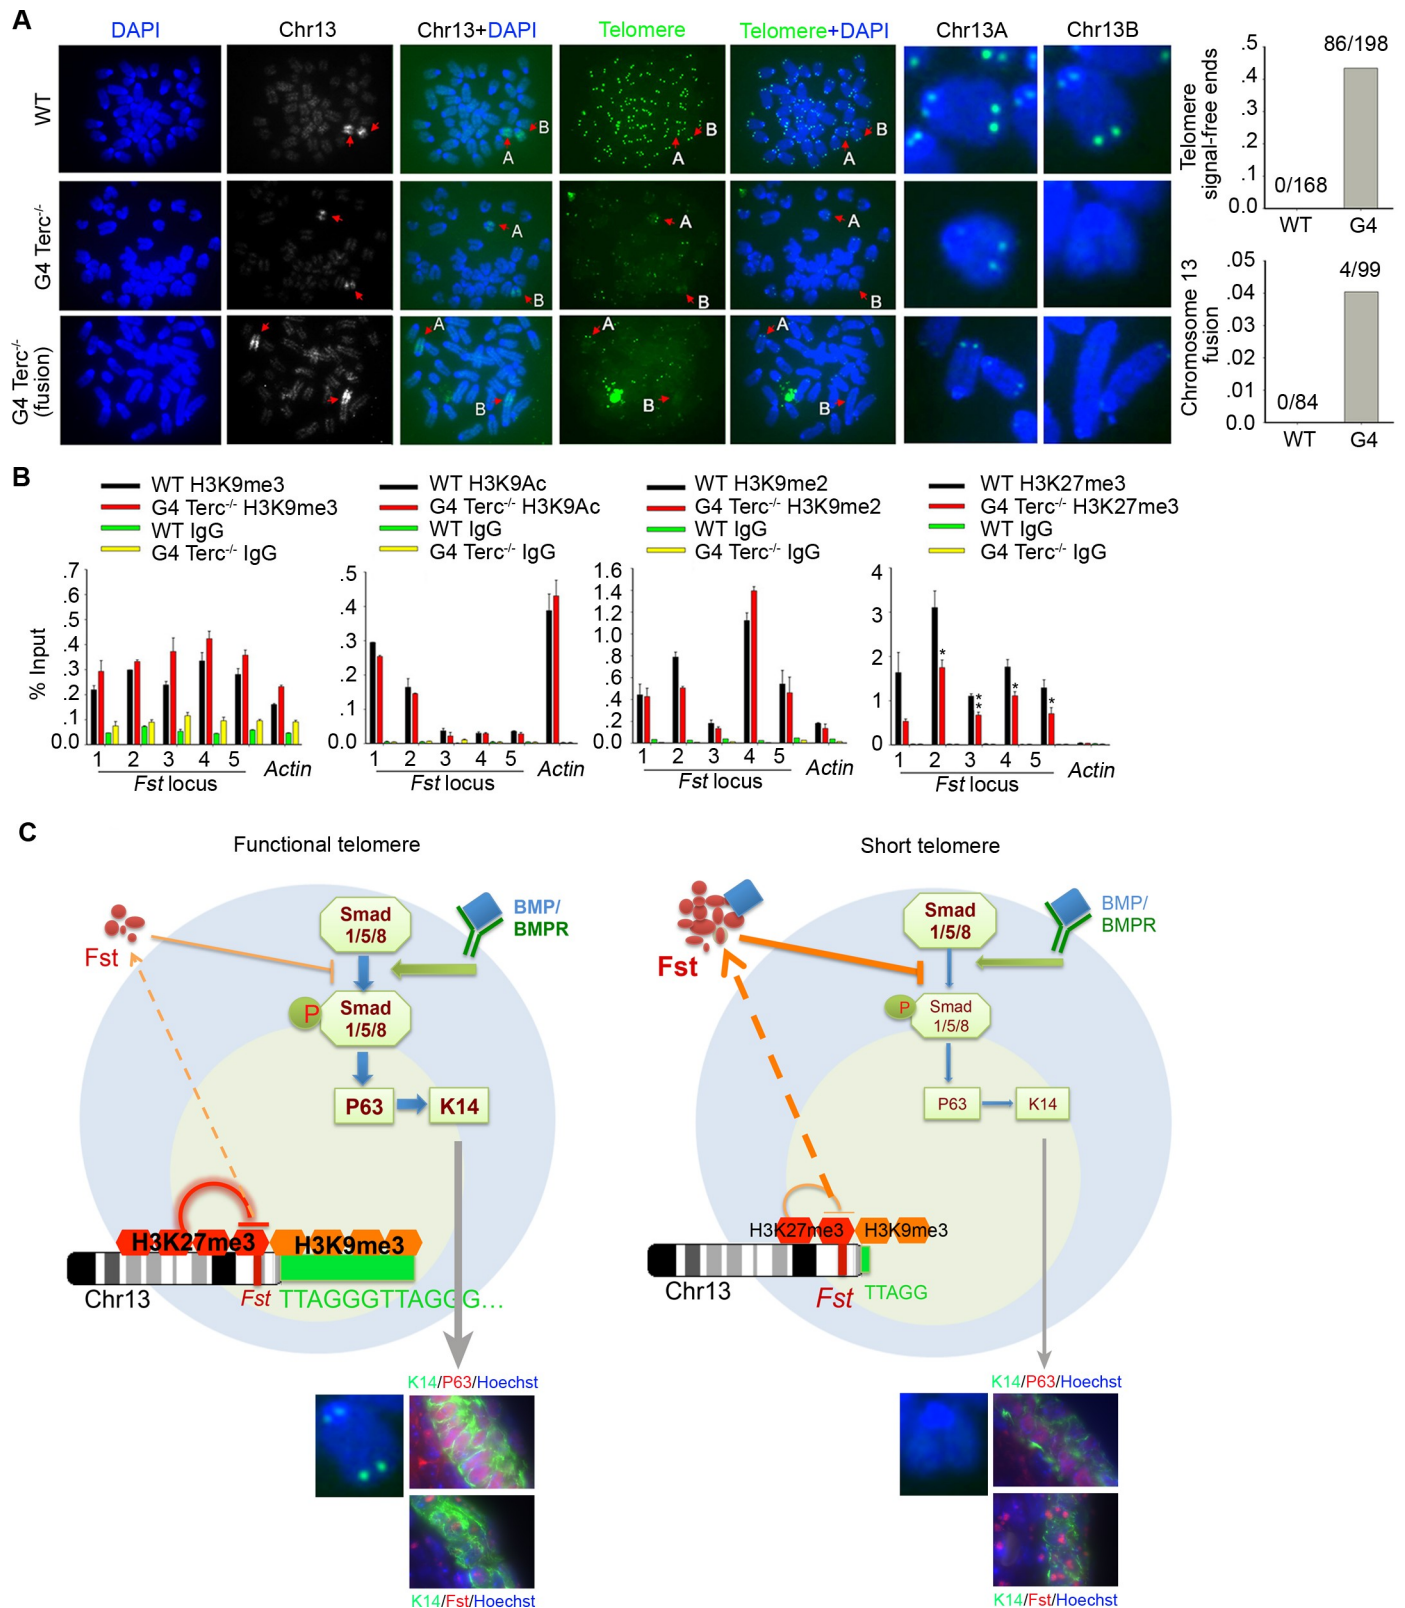 A
DAPI
Chr13
Chr13+DAPI
Telomere
Telomere+DAPI
Chr13A
Chr13B
WT
A
B
A
B
A
B
G4 Terc-/-
A
B
A
B
A
B
G4 Terc-/-
(fusion)
A
B
A
B
A
B
Telomere
signal-free ends
.5
.4
.3
.2
.1
0.0
86/198
0/168
WT
G4
Chromosome 13
fusion
.05
.04
.03
.02
.01
0.0
4/99
0/84
WT
G4
B
WT H3K9me3
G4 Terc-/- H3K9me3
WT IgG
G4 Terc-/- IgG
WT H3K9Ac
G4 Terc-/- H3K9Ac
WT IgG
G4 Terc-/- IgG
WT H3K9me2
G4 Terc-/- H3K9me2
WT IgG
G4 Terc-/- IgG
WT H3K27me3
G4 Terc-/- H3K27me3
WT IgG
G4 Terc-/- IgG
% Input
.7
.6
.5
.4
.3
.2
.1
0.0
1 2 3 4 5
Fst locus
Actin
.5
.4
.3
.2
.1
0.0
1 2 3 4 5
Fst locus
Actin
1.6
1.4
1.2
1.0
.8
.6
.4
.2
0.0
1 2 3 4 5
Fst locus
Actin
4
3
2
1
0
*
*
*
*
*
1 2 3 4 5
Fst locus
Actin
C
Functional telomere
Fst
Smad
1/5/8
BMP/
BMPR
P
Smad
1/5/8
P63
K14
H3K27me3
H3K9me3
Chr13
Fst
TTAGGGTTAGGG...
K14/P63/Hoechst
K14/Fst/Hoechst
Short telomere
Fst
Smad
1/5/8
BMP/
BMPR
P
Smad
1/5/8
P63
K14
H3K27me3
H3K9me3
Chr13
Fst
TTAGG
K14/P63/Hoechst
K14/Fst/Hoechst